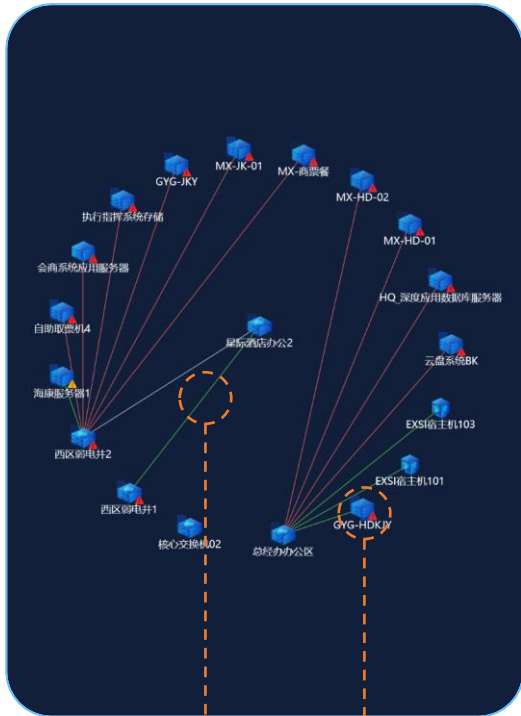 MX-JK-01
MX-商票餐
GYG-JKY
MX-HD-02
执行指挥系统存储
MX-HD-01
会商系统应用服务器
HQ_深度应用数据库服务器
自助取票机4
星际酒店办公2
云盘系统BK
海康服务器1
EXSI宿主机103
西区弱电井2
EXSI宿主机101
西区弱电井1
GYG-HDKJY
核心交换机02
总经办办公区